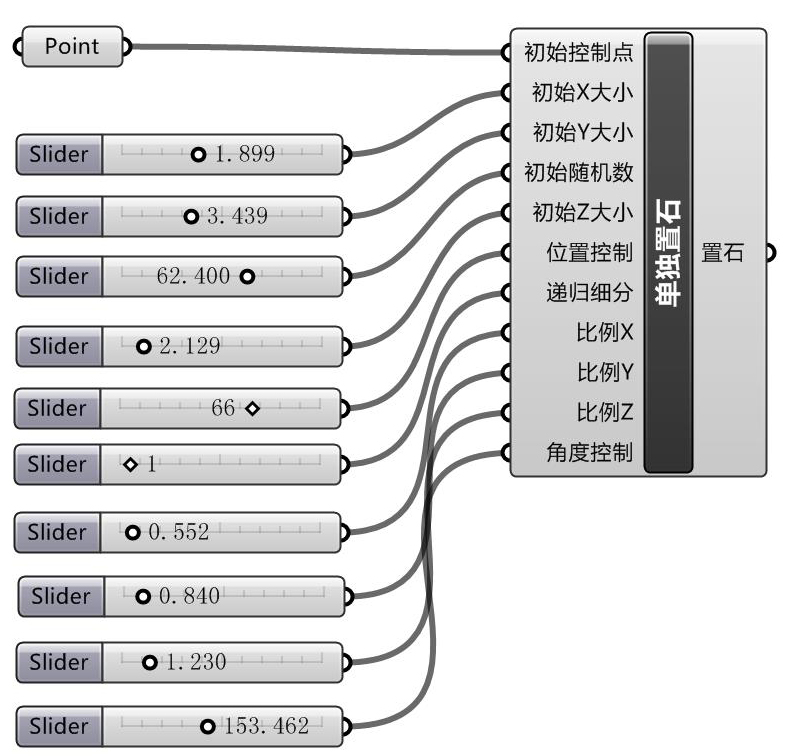 Point
Slider 1.899
Slider 3.439
Slider 62.400
Slider 2.129
Slider 66
Slider 1
Slider 0.552
Slider 0.840
Slider 1.230
Slider 153.462
初始控制点
初始X大小
初始Y大小
初始随机数
初始Z大小
位置控制
递归细分
比例X
比例Y
比例Z
角度控制
单独置石
置石